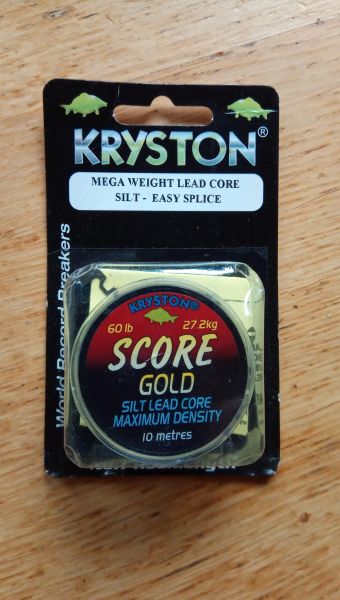 KRYSTON®
MEGA WEIGHT LEAD CORE
SILT - EASY SPLICE
World Record Breakers
KRYSTON®
60 lb 27.2kg
SCORE
GOLD
SILT LEAD CORE
MAXIMUM DENSITY
10 metres